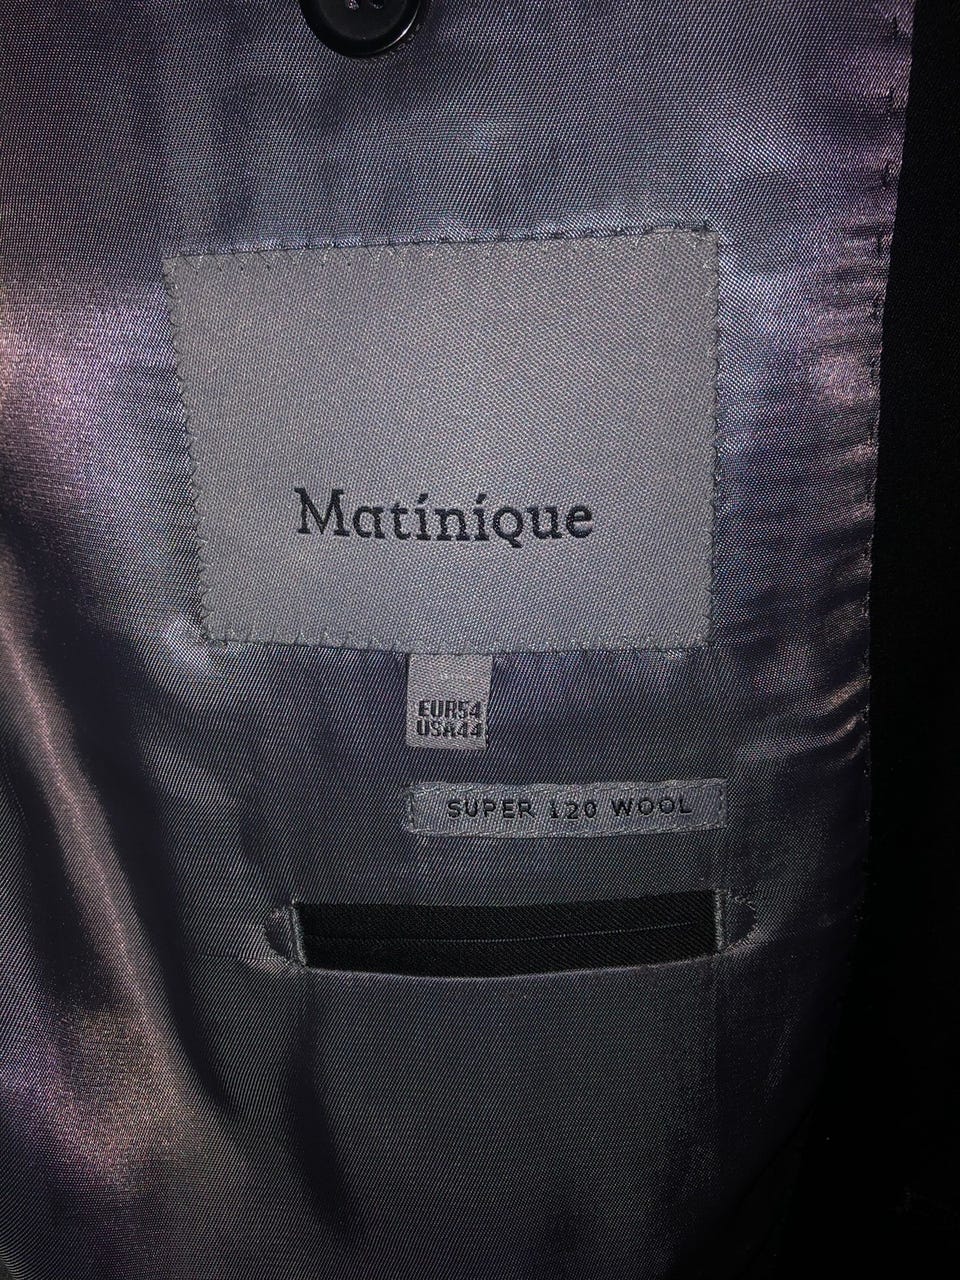 Matinique
EUR54
USA44
SUPER 120 WOOL